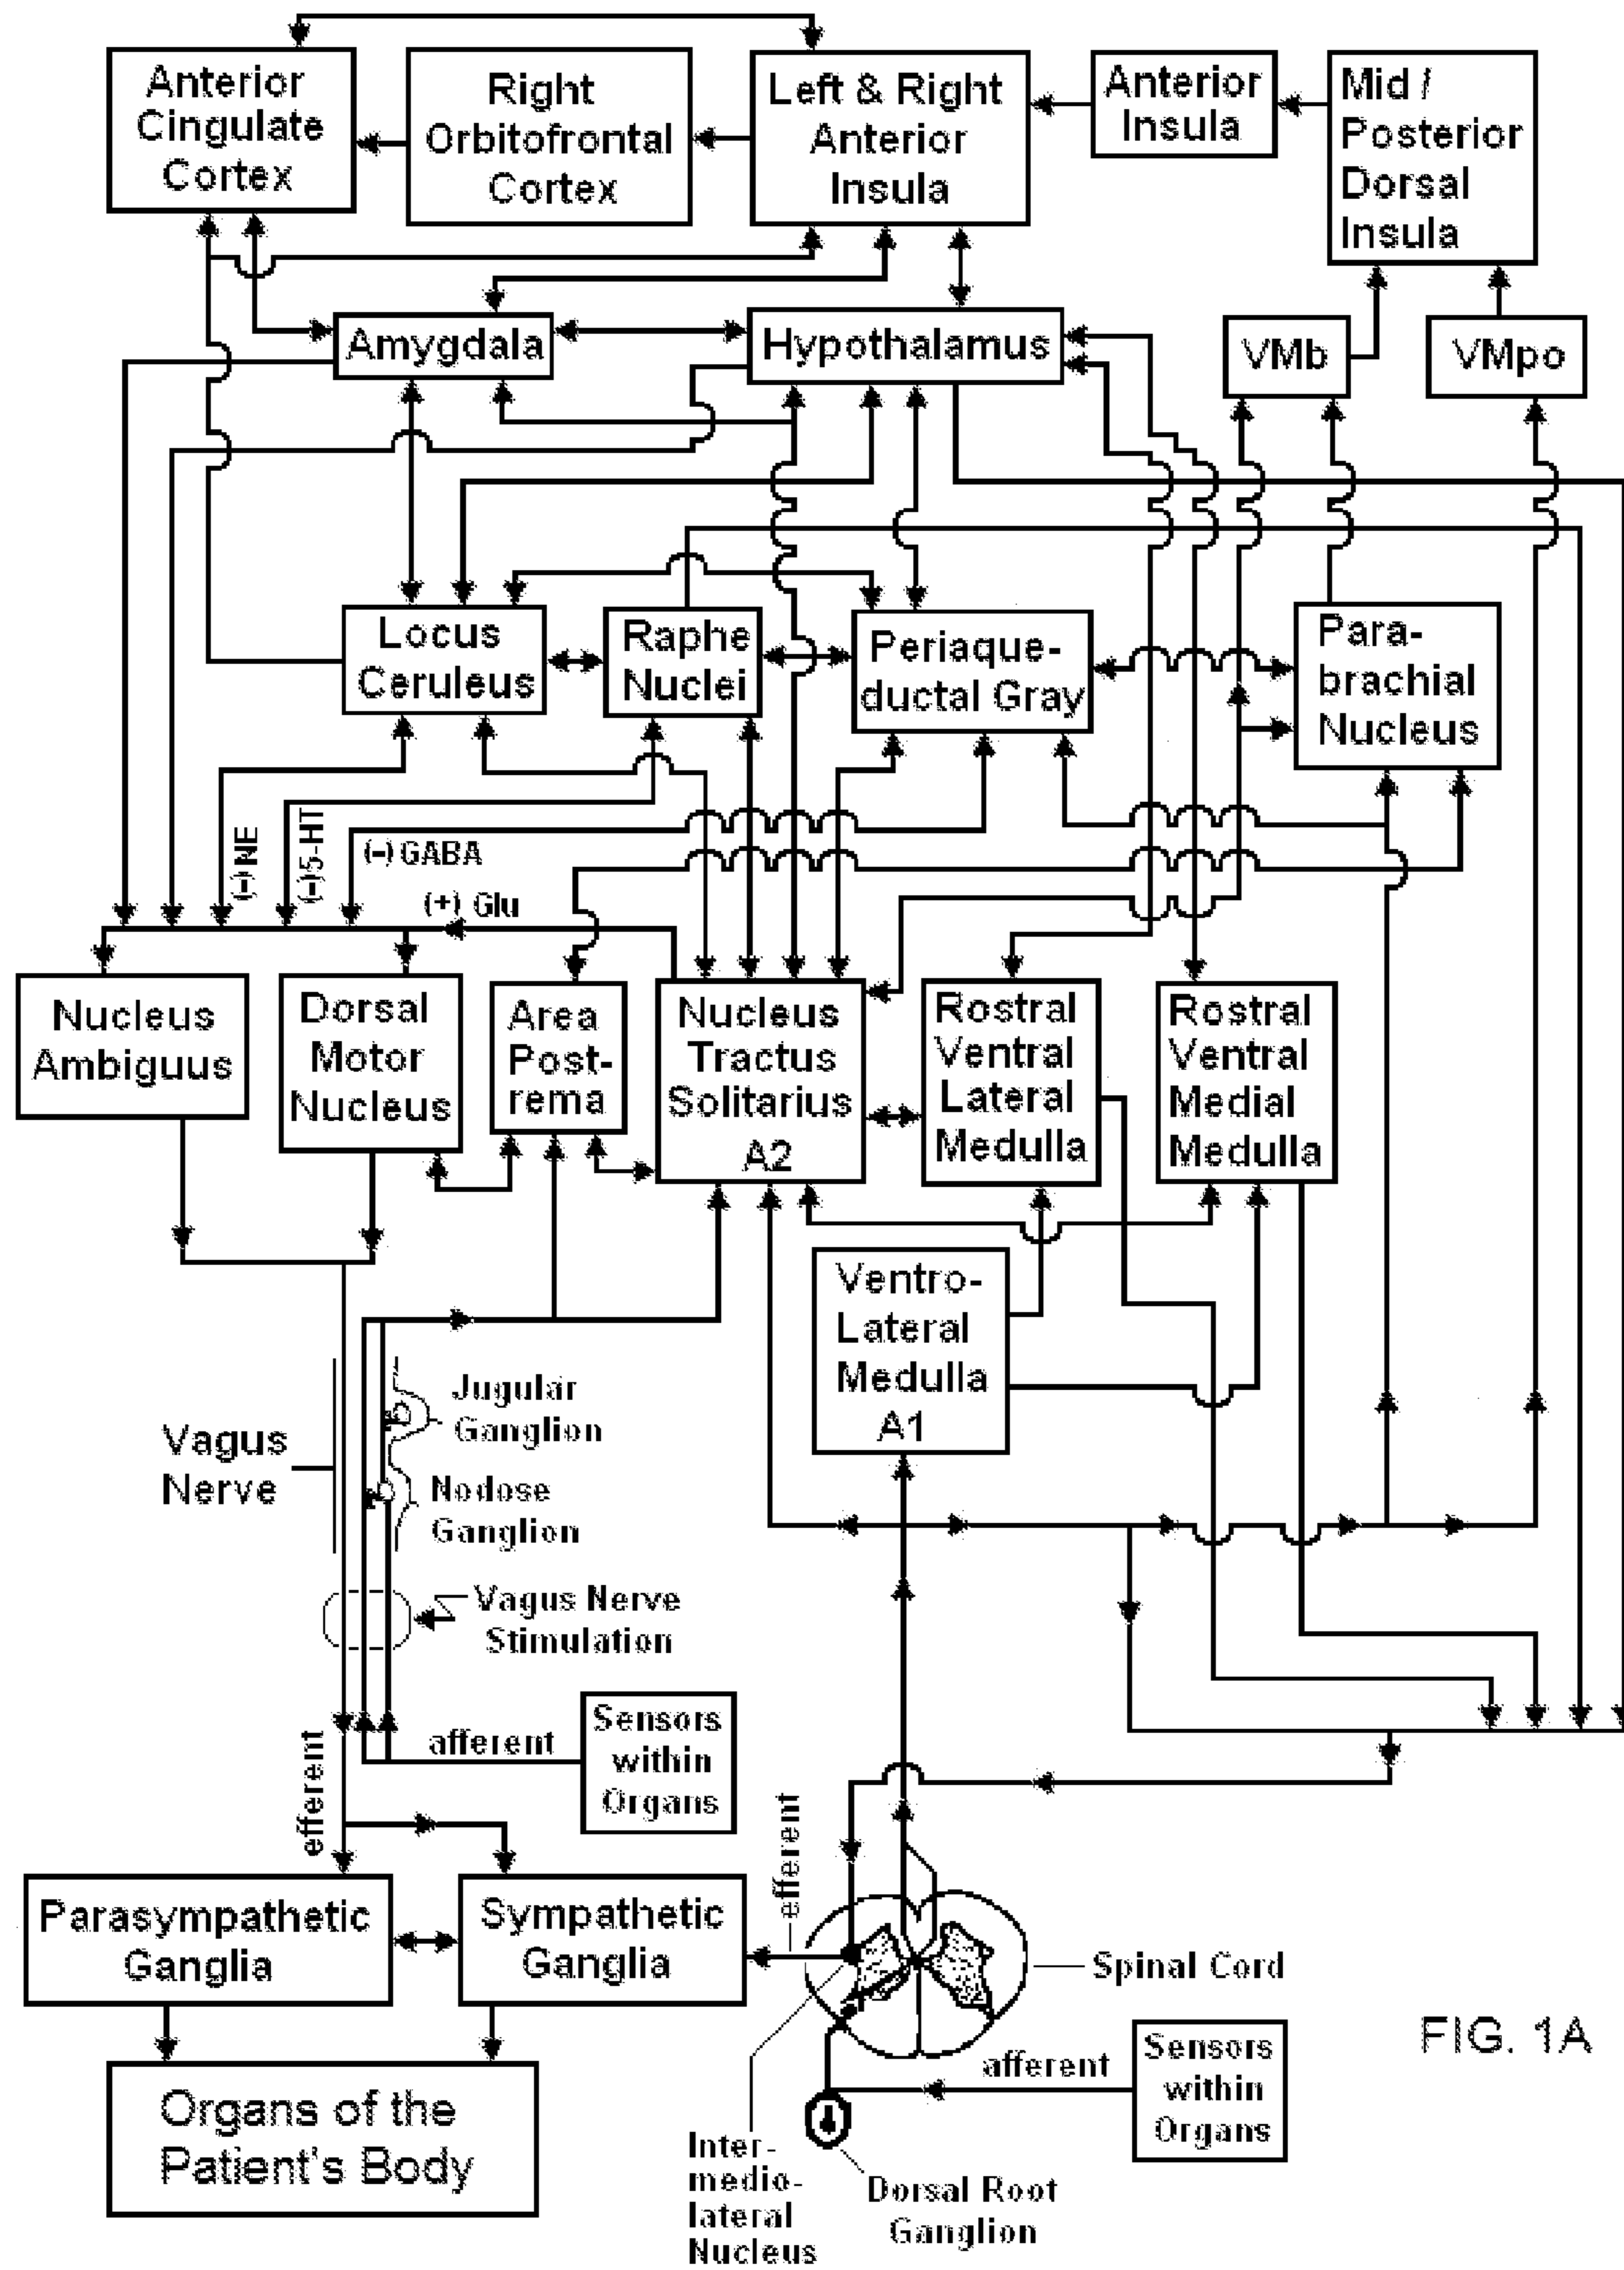 Anterior
Cingulate
Cortex
Right
Orbitofrontal
Cortex
Left & Right
Anterior
Insula
Anterior
Insula
Mid /
Posterior
Dorsal
Insula
Amygdala
Hypothalamus
VMb
VMpo
Locus
Ceruleus
Raphe
Nuclei
Periaque-
ductal Gray
Para-
brachial
Nucleus
(-) NE
(-)5-HT
(-) GABA
(+) Glu
Nucleus
Ambiguus
Dorsal
Motor
Nucleus
Area
Post-
rema
Nucleus
Tractus
Solitarius
A2
Rostral
Ventral
Lateral
Medulla
Rostral
Ventral
Medial
Medulla
Ventro-
Lateral
Medulla
A1
Vagus
Nerve
Jugular
Ganglion
Nodose
Ganglion
Vagus Nerve
Stimulation
Sensors
within
Organs
afferent
efferent
efferent
Parasympathetic
Ganglia
Sympathetic
Ganglia
Spinal Cord
Organs of the
Patient's Body
Inter-
medio-
lateral
Nucleus
Dorsal Root
Ganglion
afferent
Sensors
within
Organs
FIG. 1A